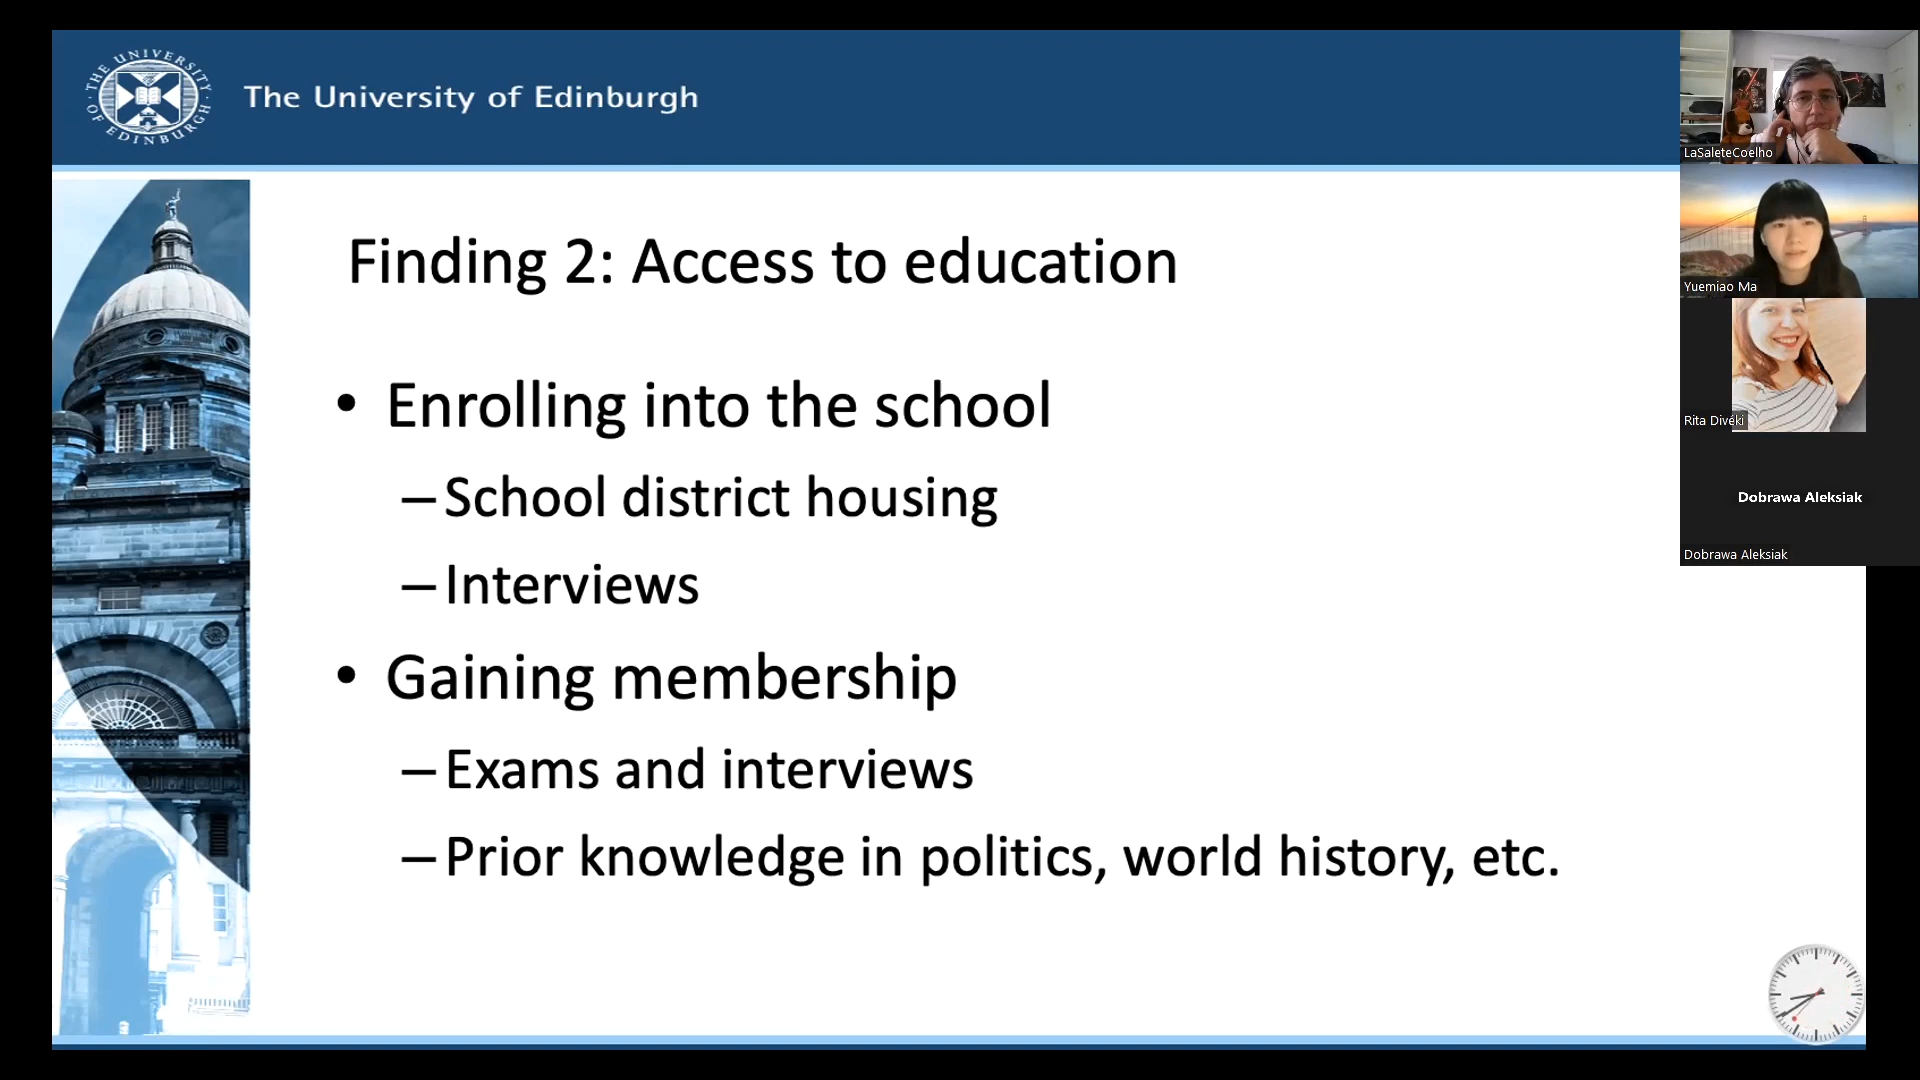 THE UNIVERSITY OF EDINBURGH
The University of Edinburgh
Finding 2: Access to education
• Enrolling into the school
– School district housing
– Interviews
• Gaining membership
– Exams and interviews
– Prior knowledge in politics, world history, etc.
LaSaleteCoelho
Yuemiao Ma
Rita Divéki
Dobrawa Aleksiak
Dobrawa Aleksiak